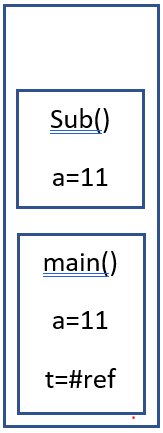 Sub()
a=11
main()
a=11
t=#ref